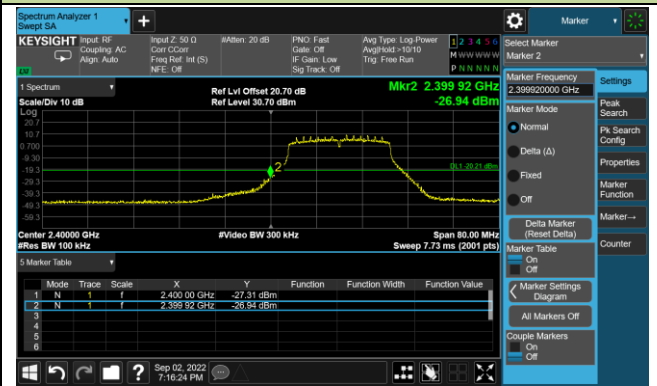 Spectrum Analyzer 1
Swept SA
Marker
KEYSIGHT
Input: RF
Coupling: AC
Align: Auto
Input Z: 50 Ω
Corr CCorr
Freq Ref: Int (S)
NFE: Off
#Atten: 20 dB
PNO: Fast
Gate: Off
IF Gain: Low
Sig Track: Off
Avg Type: Log-Power
Avg|Hold:>10/10
Trig: Free Run
1 2 3 4 5 6
M W W W W W
P N N N N N
Select Marker
Marker 2
1 Spectrum
Ref Lvl Offset 20.70 dB
Mkr2 2.399 92 GHz
Scale/Div 10 dB
Ref Level 30.70 dBm
-26.94 dBm
Log
20.7
10.7
0.700
-9.30
-19.3
-29.3
-39.3
-49.3
-59.3
2
DL1 -20.21 dBm
Center 2.40000 GHz
#Video BW 300 kHz
Span 80.00 MHz
#Res BW 100 kHz
Sweep 7.73 ms (2001 pts)
5 Marker Table
Mode Trace Scale X Y Function Function Width Function Value
1 N 1 f 2.400 00 GHz -27.31 dBm
2 N 1 f 2.399 92 GHz -26.94 dBm
3
4
5
6
Marker Frequency
2.399920000 GHz
Marker Mode
Normal
Delta (Δ)
Fixed
Off
Delta Marker
(Reset Delta)
Marker Table
On
Off
Marker Settings
Diagram
All Markers Off
Couple Markers
On
Off
Settings
Peak
Search
Pk Search
Config
Properties
Marker
Function
Marker→
Counter
?
Sep 02, 2022
7:16:24 PM